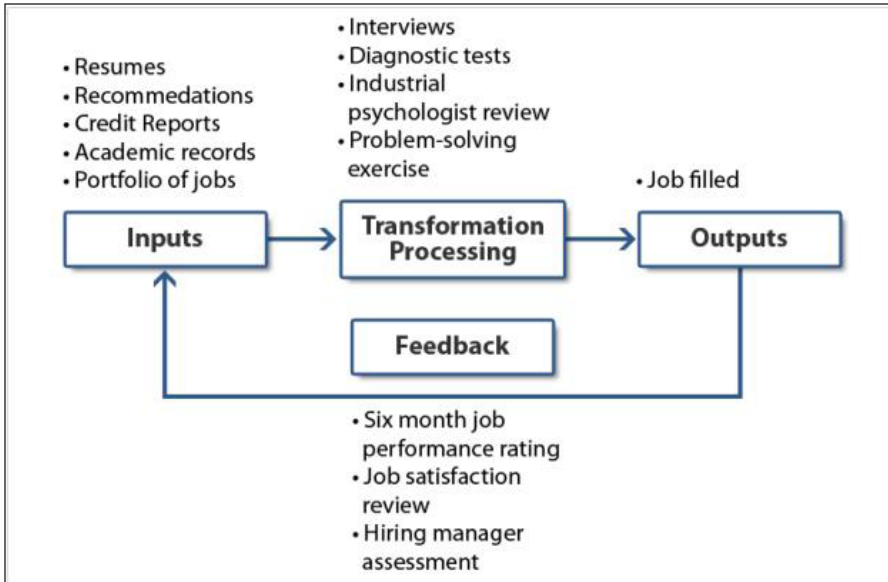 • Resumes
• Recommedations
• Credit Reports
• Academic records
• Portfolio of jobs
Inputs
• Interviews
• Diagnostic tests
• Industrial
psychologist review
• Problem-solving
exercise
Transformation
Processing
• Job filled
Outputs
Feedback
• Six month job
performance rating
• Job satisfaction
review
• Hiring manager
assessment